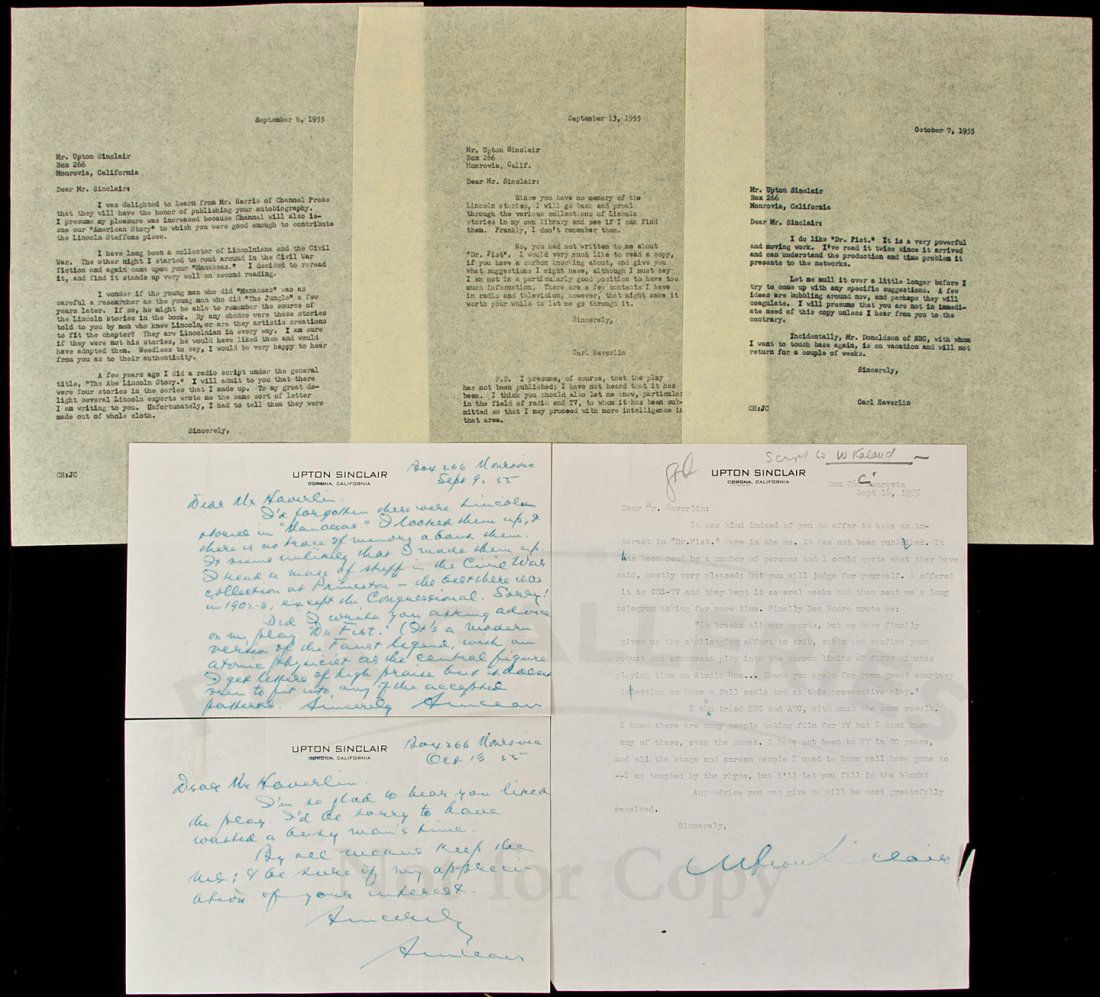 September 6, 1955
Mr. Upton Sinclair
Box 266
Monrovia, California
Dear Mr. Sinclair:
I was delighted to learn from Mr. Harris of Channel Press
that they will have the honor of publishing your autobiography.
I presume my pleasure was increased because Channel will also is-
sue our "American Story" to which you were good enough to contribute
the Lincoln Steffens piece.
I have long been a collector of Lincolniana and the Civil
War. The other night I started to rout around in the Civil War
fiction and again came upon your "Manassas." I decided to reread
it, and find it stands up very well on second reading.
I wonder if the young man who did "Manassas" was as
careful a researcher as the young man who did "The Jungle" a few
years later. If so, he might be able to remember the source of
the Lincoln stories in the book. By any chance were these stories
told to you by men who knew Lincoln, or are they artistic creations
to fit the chapter? They are Lincolnian in every way. I am sure
if they were not his stories, he would have liked them and would
have adopted them. Needless to say, I would be very happy to hear
from you as to their authenticity.
A few years ago I did a radio script under the general
title, "The Abe Lincoln Story." I will admit to you that there
were four stories in the series that I made up. To my great de-
light several Lincoln experts wrote me the same sort of letter
I am writing to you. Unfortunately, I had to tell them they were
made out of whole cloth.
Sincerely,
CH:JC
September 13, 1955
Mr. Upton Sinclair
Box 266
Monrovia, Calif.
Dear Mr. Sinclair:
Since you have no memory of the
Lincoln stories, I will go back and prowl
through the various collections of Lincoln
stories in my own library and see if I can find
them. Frankly, I don't remember them.
No, you had not written to me about
"Dr. Fist". I would very much like to read a copy,
if you have a carbon knocking about, and give you
what suggestions I might have, although I must say
I am not in a particularly good position to have too
much information. There are a few contacts I have
in radio and television, however, that might make it
worth your while to let me go through it.
Sincerely,
Carl Haverlin
P.S. I presume, of course, that the play
has not been published; I have not heard that it has
been. I think you should also let me know, particular
in the field of radio and TV, to whom it has been sub-
mitted so that I may proceed with more intelligence in
that area.
October 7, 1955
Mr. Upton Sinclair
Box 266
Monrovia, California
Dear Mr. Sinclair:
I do like "Dr. Fist." It is a very powerful
and moving work. I've read it twice since it arrived
and can understand the production and time problem it
presents to the networks.
Let me mull it over a little longer before I
try to come up with any specific suggestions. A few
ideas are bubbling around now, and perhaps they will
coagulate. I will presume that you are not in immedi-
ate need of this copy unless I hear from you to the
contrary.
Incidentally, Mr. Donaldson of NBC, with whom
I want to touch base again, is on vacation and will not
return for a couple of weeks.
Sincerely,
Carl Haverlin
CH:JC
UPTON SINCLAIR
CORONA, CALIFORNIA
Box 266 Monrovia
Sept 9. 55
Dear Mr Haverlin:
I'd forgotten there were Lincoln
stories in "Manassas." I looked them up, &
there is no trace of memory about them.
It seems unlikely that I made them up.
I read a mass of stuff in the Civil War
collection at Princeton – the best there was
in 1902-3, except the Congressional. Sorry!
Did I write you asking advice
on my play "Dr Fist." (It's a modern
version of the Faust legend, with an
atomic physicist as the central figure
I get letters of high praise but it doesn't
seem to fit into any of the accepted
patterns. Sincerely Sinclair
UPTON SINCLAIR
CORONA, CALIFORNIA
Box 266 Monrovia
Oct 13 55
Dear Mr Haverlin:
I'm so glad to hear you liked
the play. I'd be sorry to have
wasted a busy man's time.
By all means keep the
ms; & be sure of my appreci-
ation of your interest.
Sincerely
Sinclair
Script to W Kaland
UPTON SINCLAIR
CORONA, CALIFORNIA
Box 266 Monrovia
Sept 16, 1955
Dear Mr. Haverlin:
It was kind indeed of you to offer to take an in-
terest in "Dr.Fist." Here is the ms. It has not been published. It
has been read by a number of persons and I could quote what they have
said, mostly very pleased; but you will judge for yourself. I offered
it to CBS-TV and they kept it several weeks and then sent me a long
telegram asking for more time. Finally Don Moore wrote me:
"It breaks all our hearts, but we have finally
given up the challenging effort to crib, cabin and confine your
robust and exuberant play into the narrow limits of fifty minutes
playing time on Studio One... Thank you again for your great courtesy
in letting us have a full scale try at this provocative play."
I tried NBC and ABC, with much the same result.
I know there are many people making film for TV but I dont know
any of these, even the names. I have not been to NY in 20 years,
and all the stage and screen people I used to know well have gone to
--I am tempted by the rhyme, but I'll let you fill in the blank!
Any advice you can give me will be most gratefully
received.
Sincerely,
Upton Sinclair
Not for Copy